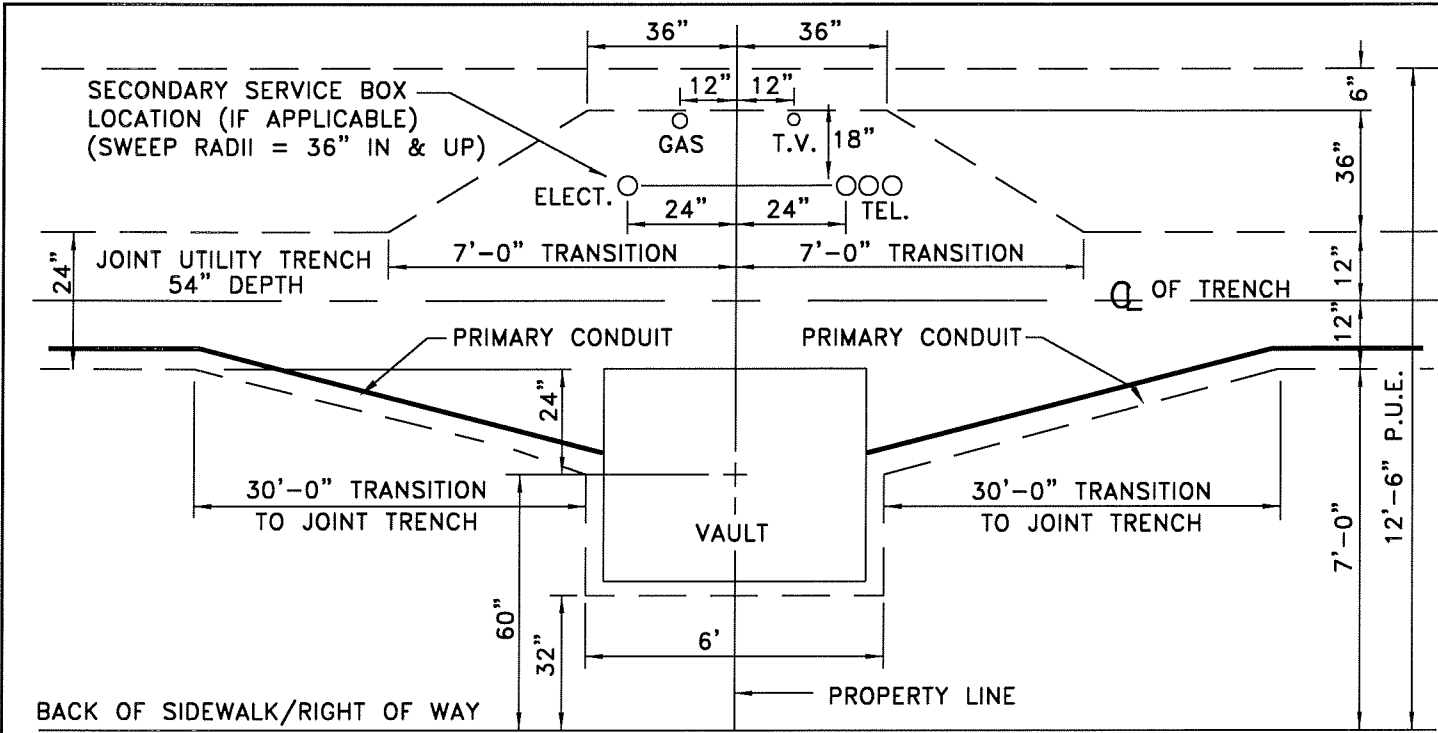 36" 36"
SECONDARY SERVICE BOX
LOCATION (IF APPLICABLE)
(SWEEP RADII = 36" IN & UP)
12" 12"
6"
GAS T.V. 18"
36"
ELECT. TEL.
24" 24"
24"
JOINT UTILITY TRENCH
54" DEPTH
7'-0" TRANSITION 7'-0" TRANSITION
12"
℄ OF TRENCH
12"
PRIMARY CONDUIT PRIMARY CONDUIT
24"
30'-0" TRANSITION
TO JOINT TRENCH
30'-0" TRANSITION
TO JOINT TRENCH
VAULT
7'-0"
12'-6" P.U.E.
60"
32"
6'
PROPERTY LINE
BACK OF SIDEWALK/RIGHT OF WAY